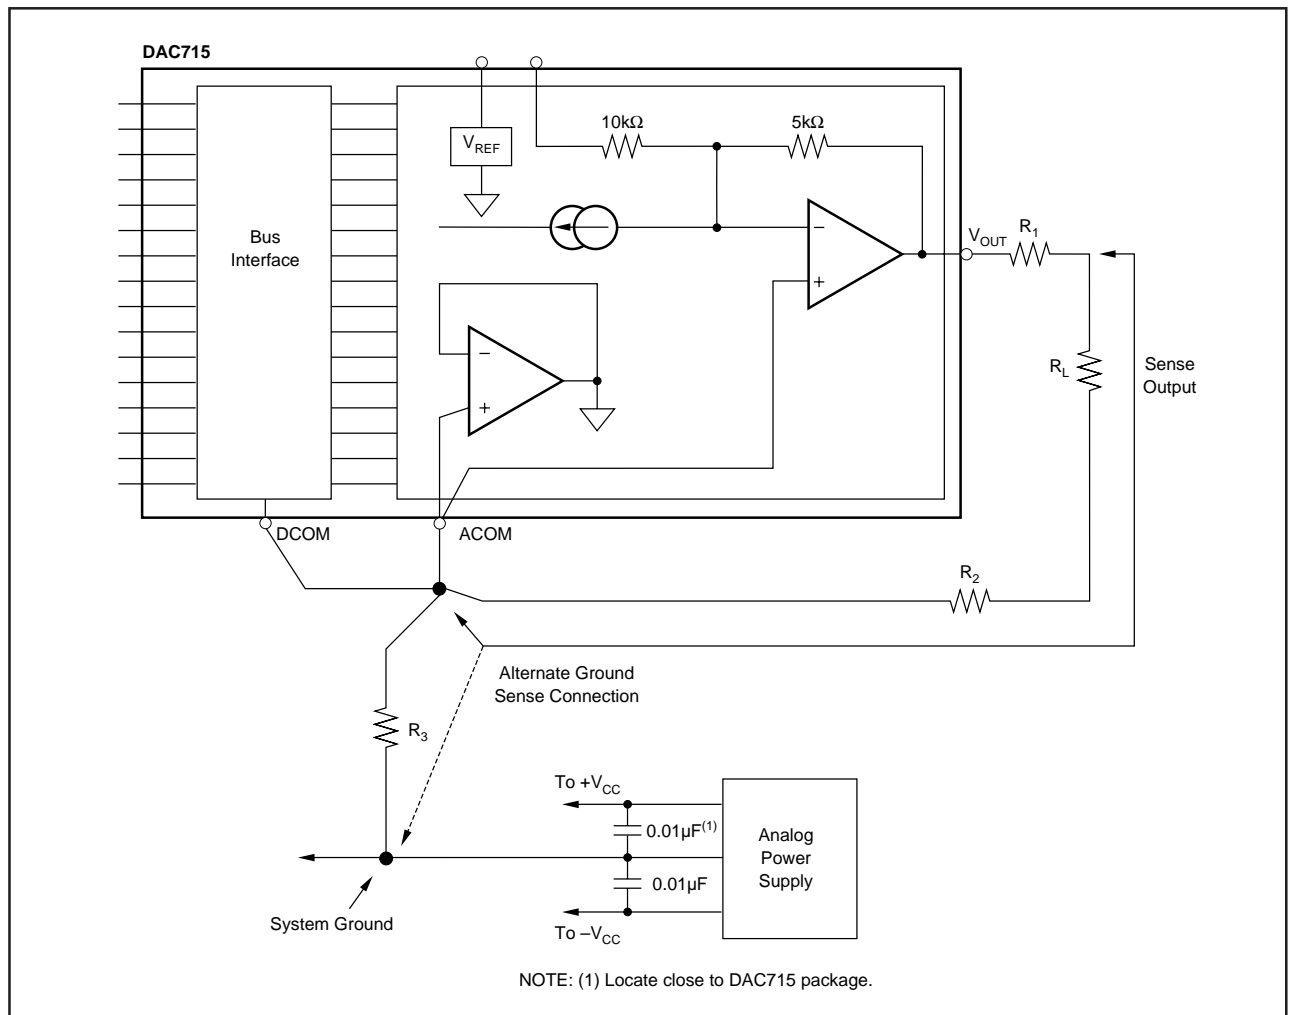 DAC715
10kΩ
5kΩ
V_REF
Bus
Interface
−
+
V_OUT
R_1
−
+
R_L
Sense
Output
DCOM
ACOM
R_2
Alternate Ground
Sense Connection
R_3
To +V_CC
0.01µF(1)
Analog
Power
Supply
0.01µF
System Ground
To –V_CC
NOTE: (1) Locate close to DAC715 package.